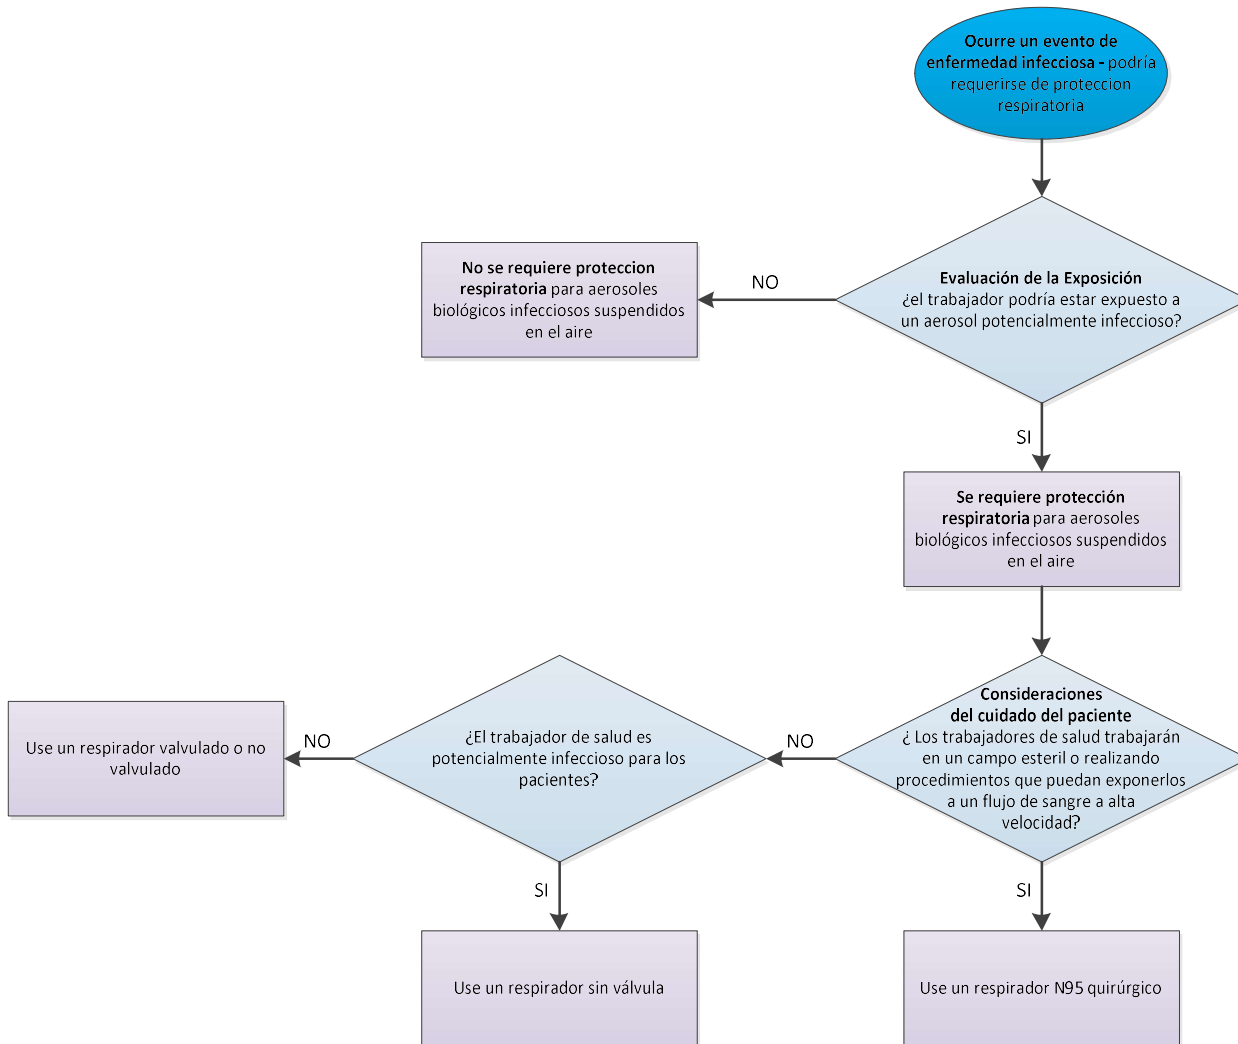 Ocurre un evento de
enfermedad infecciosa - podría
requerirse de proteccion
respiratoria
No se requiere proteccion
respiratoria para aerosoles
biológicos infecciosos suspendidos
en el aire
NO
Evaluación de la Exposición
¿el trabajador podría estar expuesto a
un aerosol potencialmente infeccioso?
SI
Se requiere protección
respiratoria para aerosoles
biológicos infecciosos suspendidos
en el aire
Use un respirador valvulado o no
valvulado
NO
¿El trabajador de salud es
potencialmente infeccioso para los
pacientes?
NO
Consideraciones
del cuidado del paciente
¿ Los trabajadores de salud trabajarán
en un campo esteril o realizando
procedimientos que puedan exponerlos
a un flujo de sangre a alta
velocidad?
SI
SI
Use un respirador sin válvula
Use un respirador N95 quirúrgico